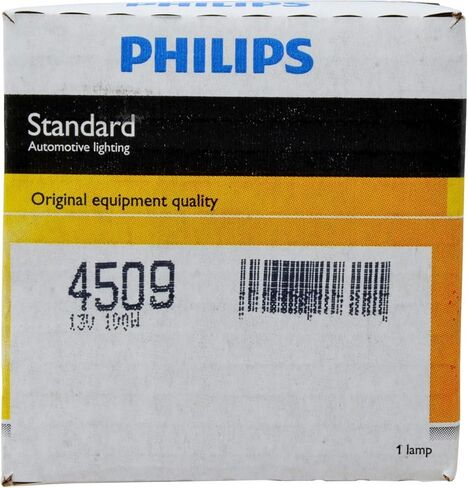 PHILIPS
Standard
Automotive lighting
Original equipment quality
4509
13V 100W
1 lamp